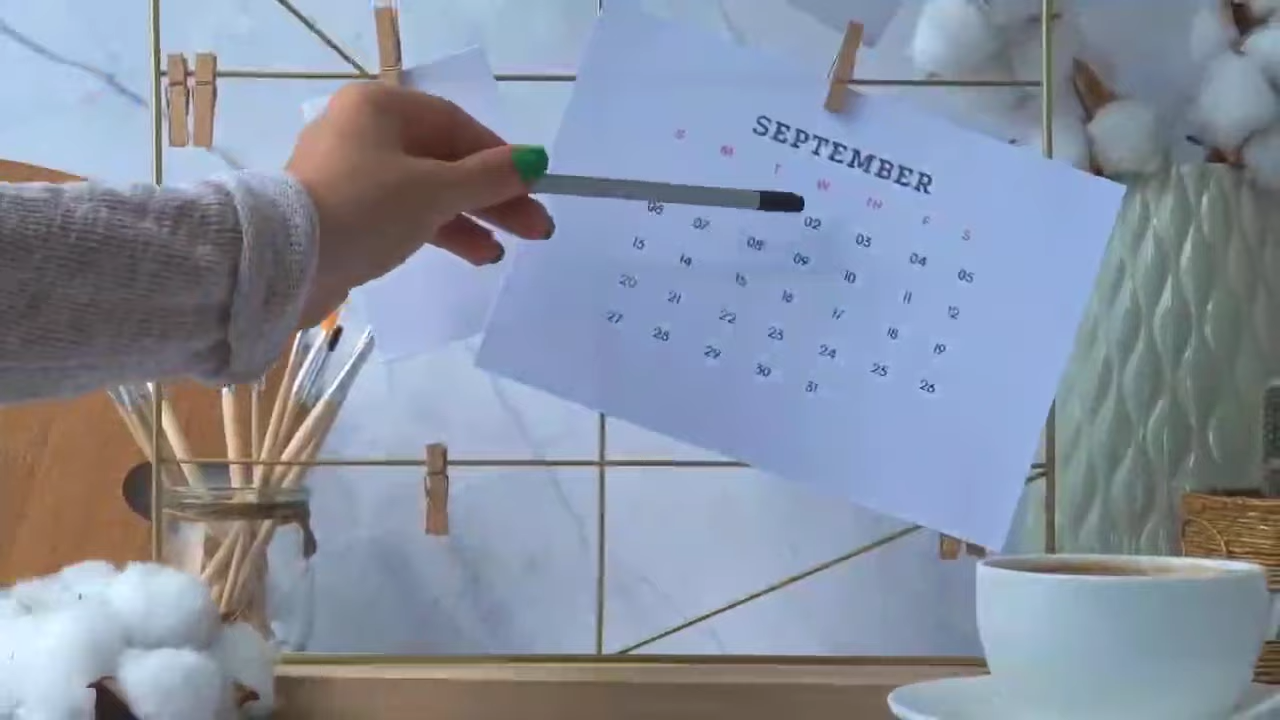 SEPTEMBER
S M T W TH F S
02 03 04 05
06 07 08 09 10 11 12
13 14 15 16 17 18 19
20 21 22 23 24 25 26
27 28 29 30 31